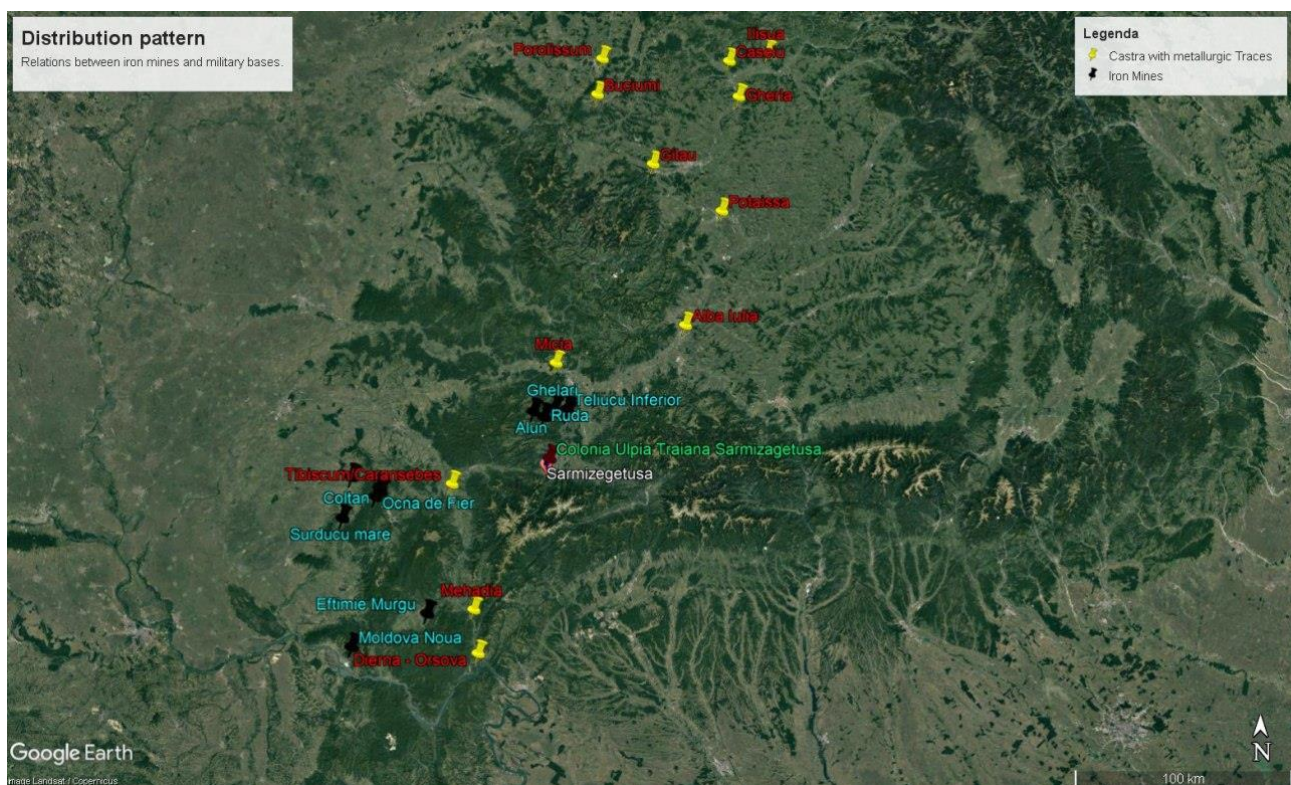 Distribution pattern
Relations between iron mines and military bases.
Legenda
Castra with metallurgic Traces
Iron Mines
Ilisua
Porolissum
Caseiu
Buciumi
Gherla
Gilau
Potaissa
Alba Iulia
Micia
Ghelari
Teliucu Inferior
Ruda
Alun
Colonia Ulpia Traiana Sarmizagetusa
Sarmizegetusa
Tibiscum/Caransebes
Coltan
Ocna de Fier
Surducu mare
Mehadia
Eftimie Murgu
Moldova Noua
Dierna - Orsova
Google Earth
Image Landsat / Copernicus
N
100 km